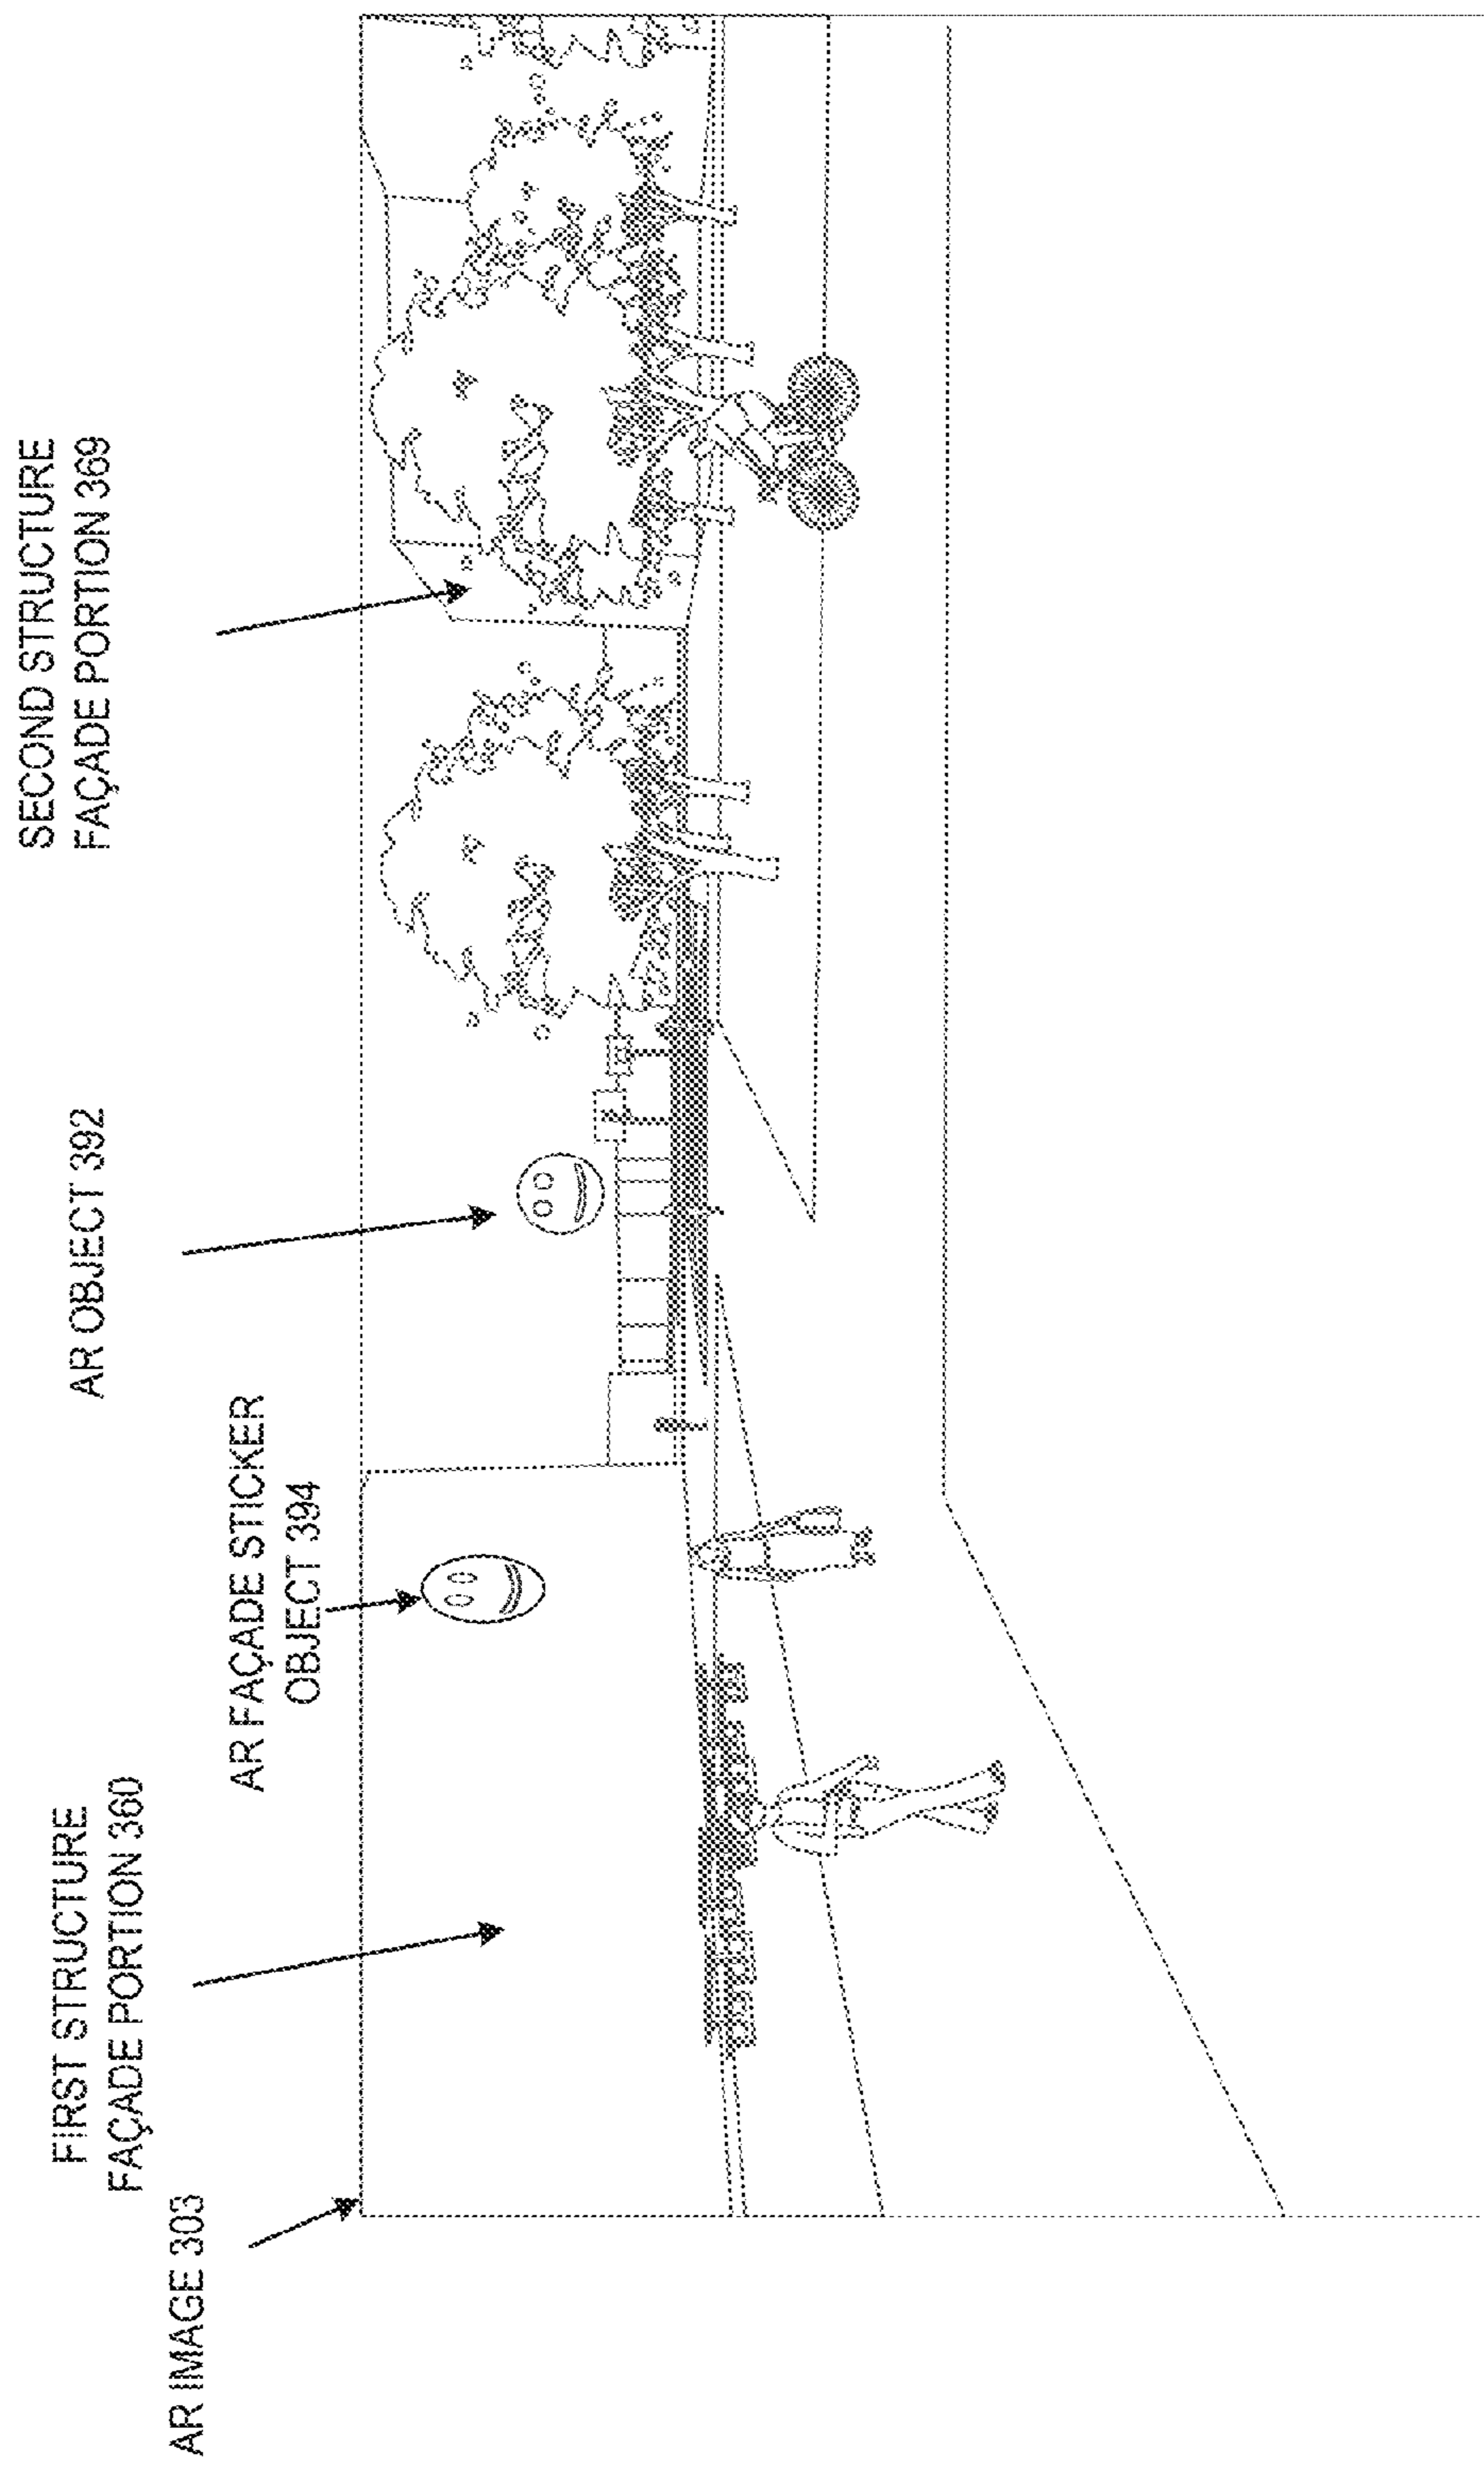 AR IMAGE 303
FIRST STRUCTURE
FAÇADE PORTION 360
AR FAÇADE STICKER
OBJECT 394
AR OBJECT 392
SECOND STRUCTURE
FAÇADE PORTION 369